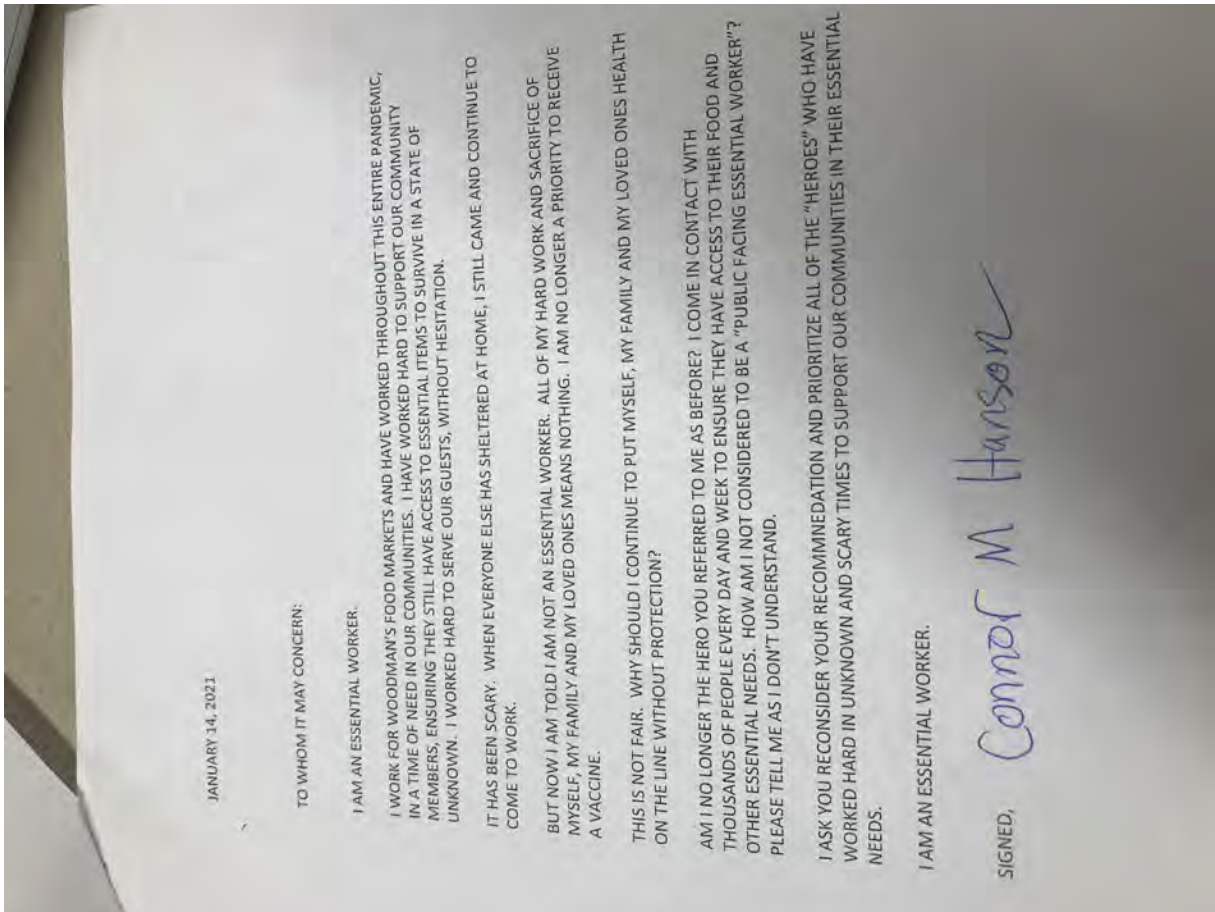 JANUARY 14, 2021
TO WHOM IT MAY CONCERN:
I AM AN ESSENTIAL WORKER.
I WORK FOR WOODMAN'S FOOD MARKETS AND HAVE WORKED THROUGHOUT THIS ENTIRE PANDEMIC,
IN A TIME OF NEED IN OUR COMMUNITIES. I HAVE WORKED HARD TO SUPPORT OUR COMMUNITY
MEMBERS, ENSURING THEY STILL HAVE ACCESS TO ESSENTIAL ITEMS TO SURVIVE IN A STATE OF
UNKNOWN. I WORKED HARD TO SERVE OUR GUESTS, WITHOUT HESITATION.
IT HAS BEEN SCARY. WHEN EVERYONE ELSE HAS SHELTERED AT HOME, I STILL CAME AND CONTINUE TO
COME TO WORK.
BUT NOW I AM TOLD I AM NOT AN ESSENTIAL WORKER. ALL OF MY HARD WORK AND SACRIFICE OF
MYSELF, MY FAMILY AND MY LOVED ONES MEANS NOTHING. I AM NO LONGER A PRIORITY TO RECEIVE
A VACCINE.
THIS IS NOT FAIR. WHY SHOULD I CONTINUE TO PUT MYSELF, MY FAMILY AND MY LOVED ONES HEALTH
ON THE LINE WITHOUT PROTECTION?
AM I NO LONGER THE HERO YOU REFERRED TO ME AS BEFORE? I COME IN CONTACT WITH
THOUSANDS OF PEOPLE EVERY DAY AND WEEK TO ENSURE THEY HAVE ACCESS TO THEIR FOOD AND
OTHER ESSENTIAL NEEDS. HOW AM I NOT CONSIDERED TO BE A "PUBLIC FACING ESSENTIAL WORKER"?
PLEASE TELL ME AS I DON'T UNDERSTAND.
I ASK YOU RECONSIDER YOUR RECOMMNEDATION AND PRIORITIZE ALL OF THE "HEROES" WHO HAVE
WORKED HARD IN UNKNOWN AND SCARY TIMES TO SUPPORT OUR COMMUNITIES IN THEIR ESSENTIAL
NEEDS.
I AM AN ESSENTIAL WORKER.
SIGNED, Connor M Hanson